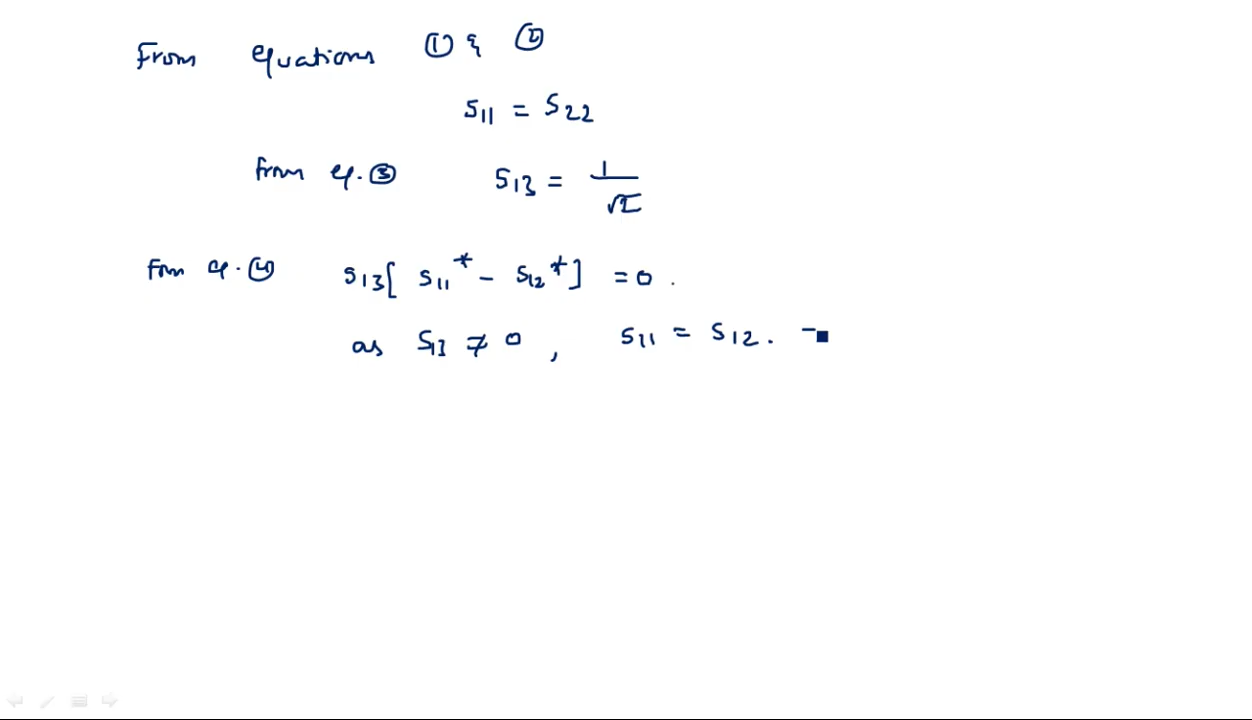 From equations ① & ②
S11 = S22
from eq. ③ S13 = 1/√2
From eq. ④ S13[ S11* - S12* ] = 0.
as S13 ≠ 0, S11 = S12.